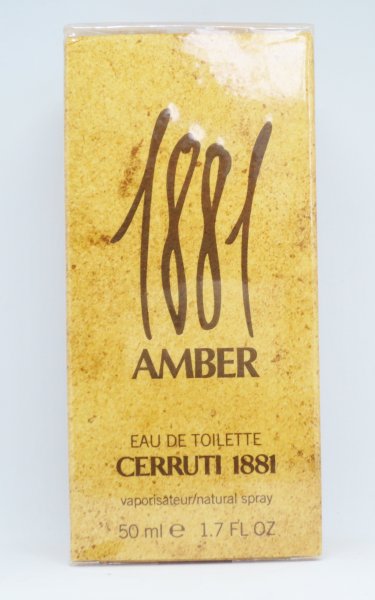 1881
AMBER
EAU DE TOILETTE
CERRUTI 1881
vaporisateur/natural spray
50 ml ℮ 1.7 FL OZ